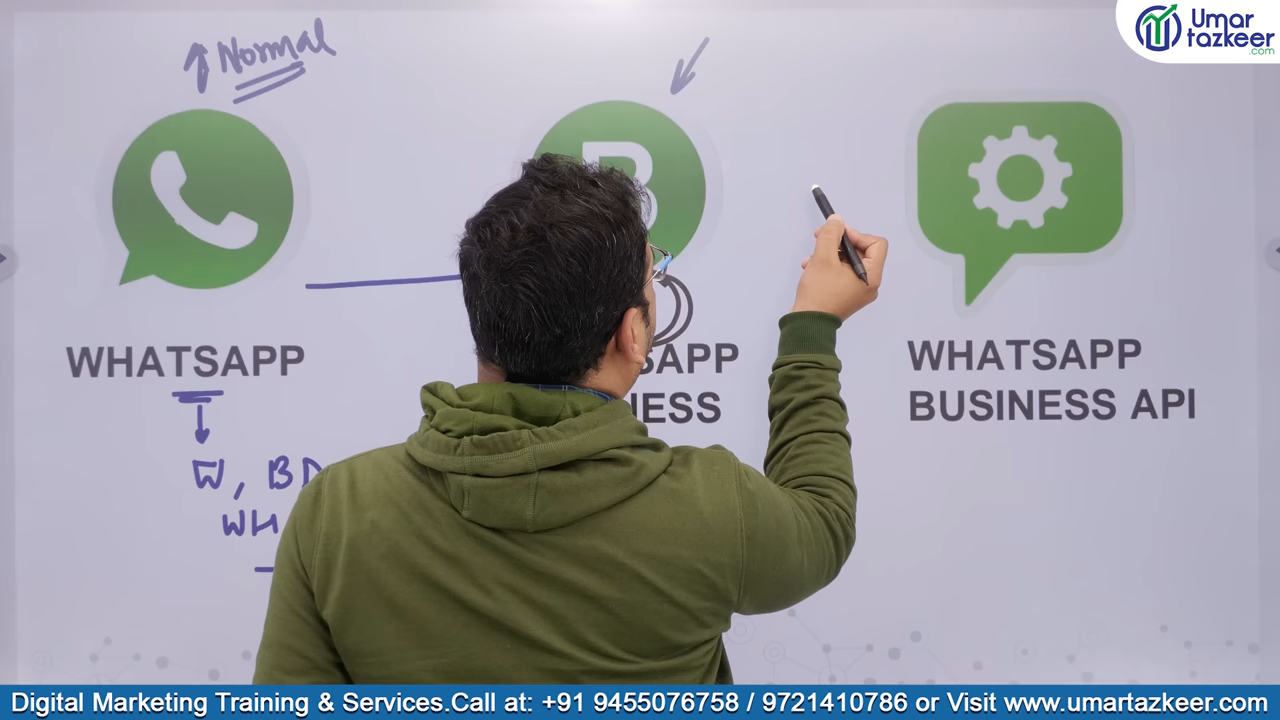 Umar
tazkeer
.com
Normal
B
WHATSAPP
SAPP
ESS
WHATSAPP
BUSINESS API
W, BD
WH
Digital Marketing Training & Services.Call at: +91 9455076758 / 9721410786 or Visit www.umartazkeer.com